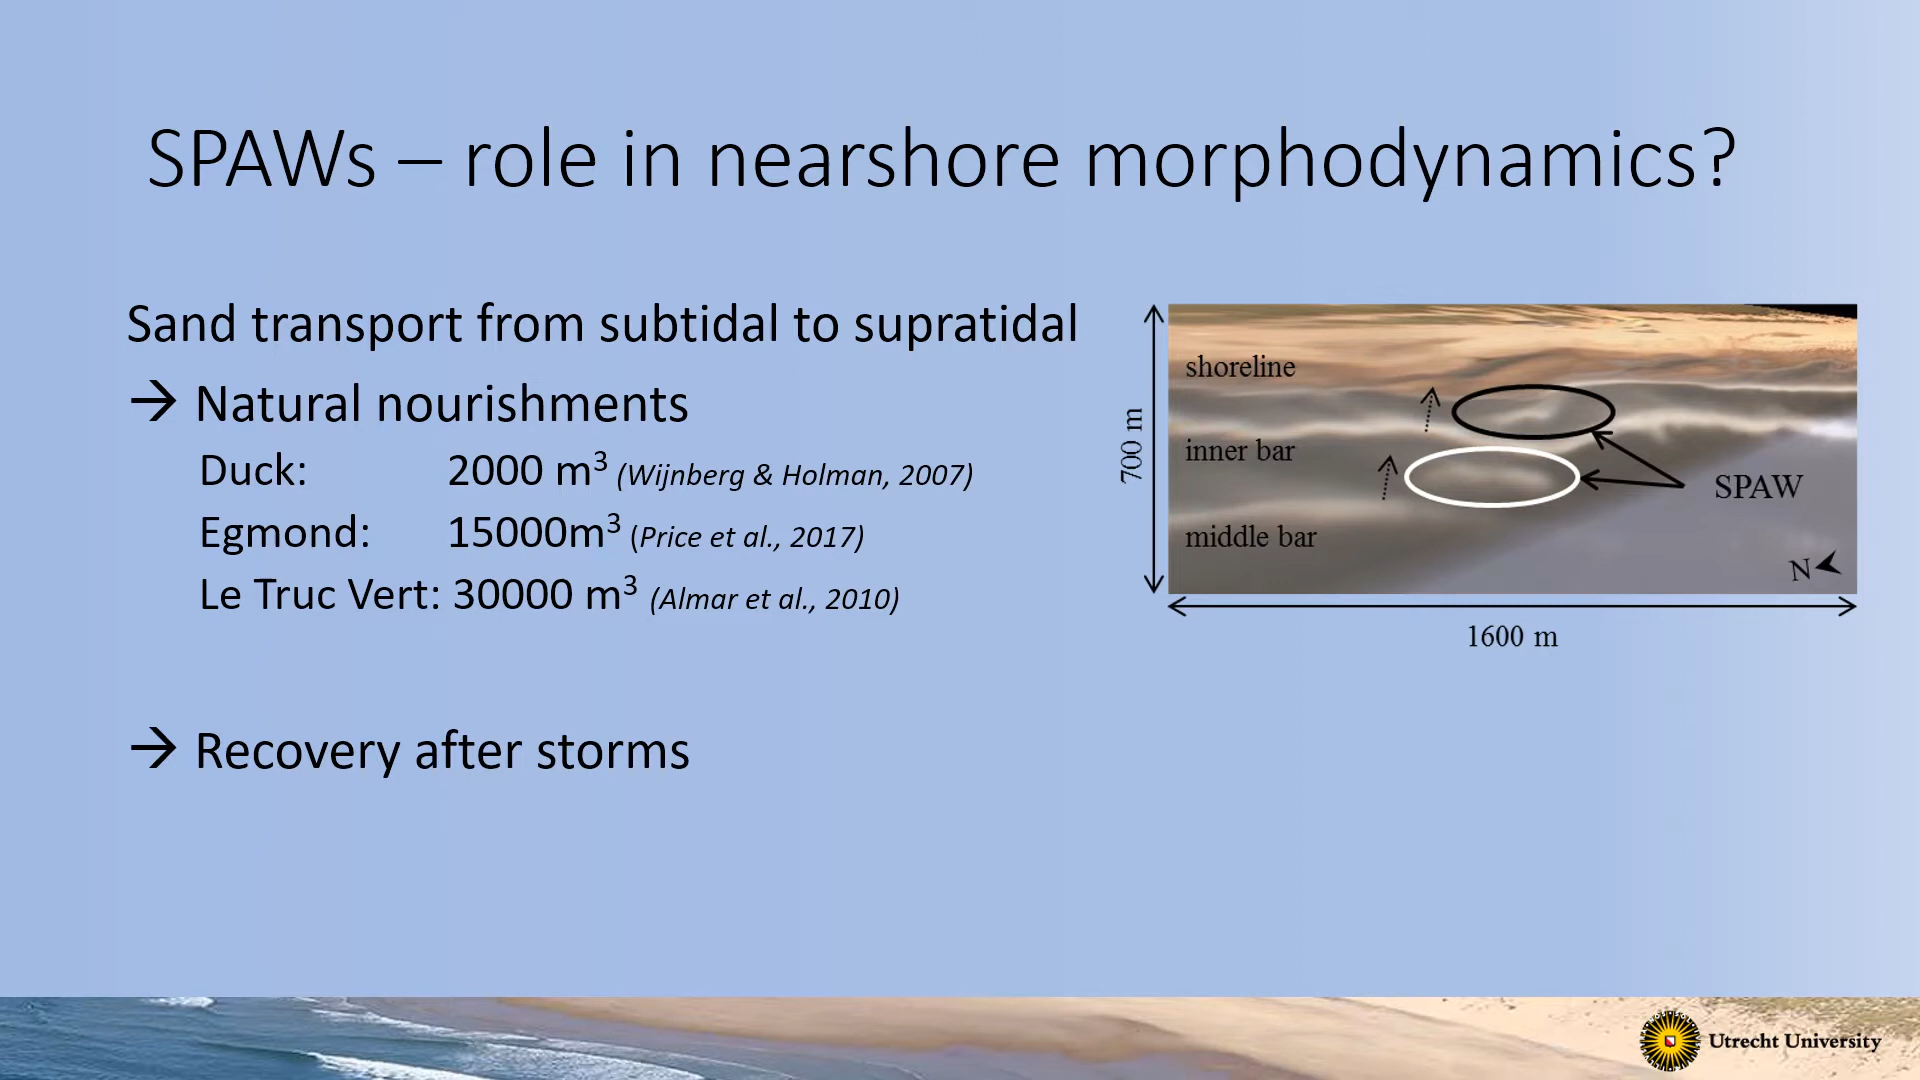 SPAWs – role in nearshore morphodynamics?
Sand transport from subtidal to supratidal
→ Natural nourishments
Duck: 2000 m³ (Wijnberg & Holman, 2007)
Egmond: 15000m³ (Price et al., 2017)
Le Truc Vert: 30000 m³ (Almar et al., 2010)
→ Recovery after storms
700 m
shoreline
inner bar
middle bar
SPAW
N
1600 m
Utrecht University